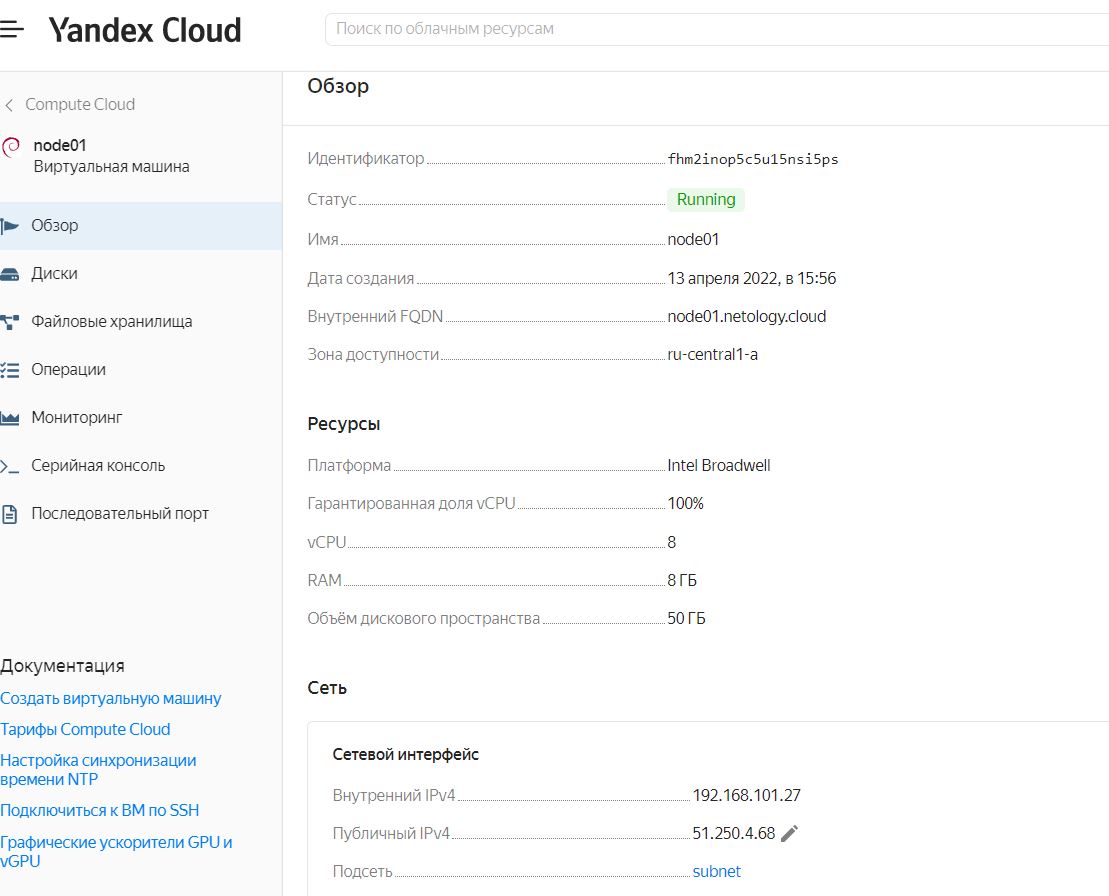 Yandex Cloud
Поиск по облачным ресурсам
Compute Cloud
node01
Виртуальная машина
Обзор
Диски
Файловые хранилища
Операции
Мониторинг
Серийная консоль
Последовательный порт
Документация
Создать виртуальную машину
Тарифы Compute Cloud
Настройка синхронизации
времени NTP
Подключиться к ВМ по SSH
Графические ускорители GPU и
vGPU
Обзор
Идентификатор fhm2inop5c5u15nsi5ps
Статус Running
Имя node01
Дата создания 13 апреля 2022, в 15:56
Внутренний FQDN node01.netology.cloud
Зона доступности ru-central1-a
Ресурсы
Платформа Intel Broadwell
Гарантированная доля vCPU 100%
vCPU 8
RAM 8 ГБ
Объём дискового пространства 50 ГБ
Сеть
Сетевой интерфейс
Внутренний IPv4 192.168.101.27
Публичный IPv4 51.250.4.68
Подсеть subnet